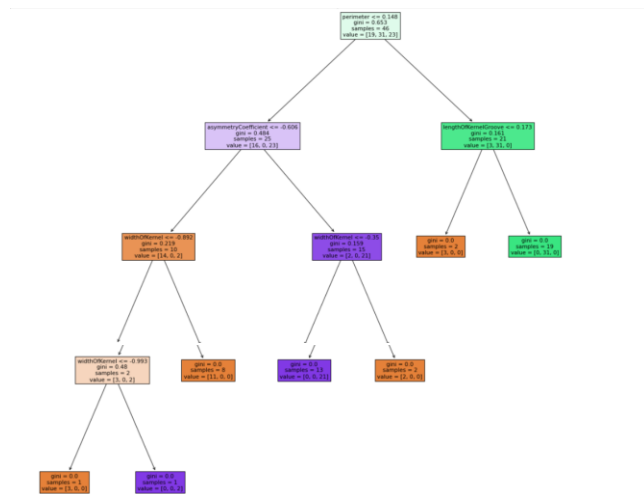 perimeter <= 0.148
gini = 0.653
samples = 46
value = [19, 31, 23]
asymmetryCoefficient <= -0.606
gini = 0.484
samples = 25
value = [16, 0, 23]
lengthOfKernelGroove <= 0.173
gini = 0.161
samples = 21
value = [3, 31, 0]
widthOfKernel <= -0.892
gini = 0.219
samples = 10
value = [14, 0, 2]
widthOfKernel <= -0.35
gini = 0.159
samples = 15
value = [2, 0, 21]
gini = 0.0
samples = 2
value = [3, 0, 0]
gini = 0.0
samples = 19
value = [0, 31, 0]
widthOfKernel <= -0.993
gini = 0.48
samples = 2
value = [3, 0, 2]
gini = 0.0
samples = 8
value = [11, 0, 0]
gini = 0.0
samples = 13
value = [0, 0, 21]
gini = 0.0
samples = 2
value = [2, 0, 0]
gini = 0.0
samples = 1
value = [3, 0, 0]
gini = 0.0
samples = 1
value = [0, 0, 2]